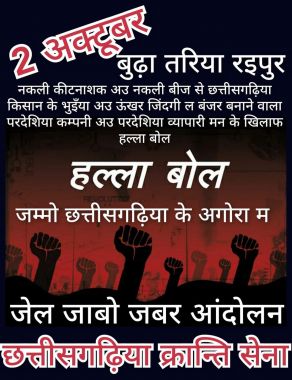 2 अक्टूबर
बुढ़ा तरिया रइपुर
नकली कीटनाशक अउ नकली बीज से छत्तीसगढ़िया
किसान के भुइँया अउ ऊंखर जिंदगी ल बंजर बनाने वाला
परदेशिया कम्पनी अउ परदेशिया व्यापारी मन के खिलाफ
हल्ला बोल
हल्ला बोल
जम्मो छत्तीसगढ़िया के अगोरा म
जेल जाबो जबर आंदोलन
छत्तीसगढ़िया क्रान्ति सेना